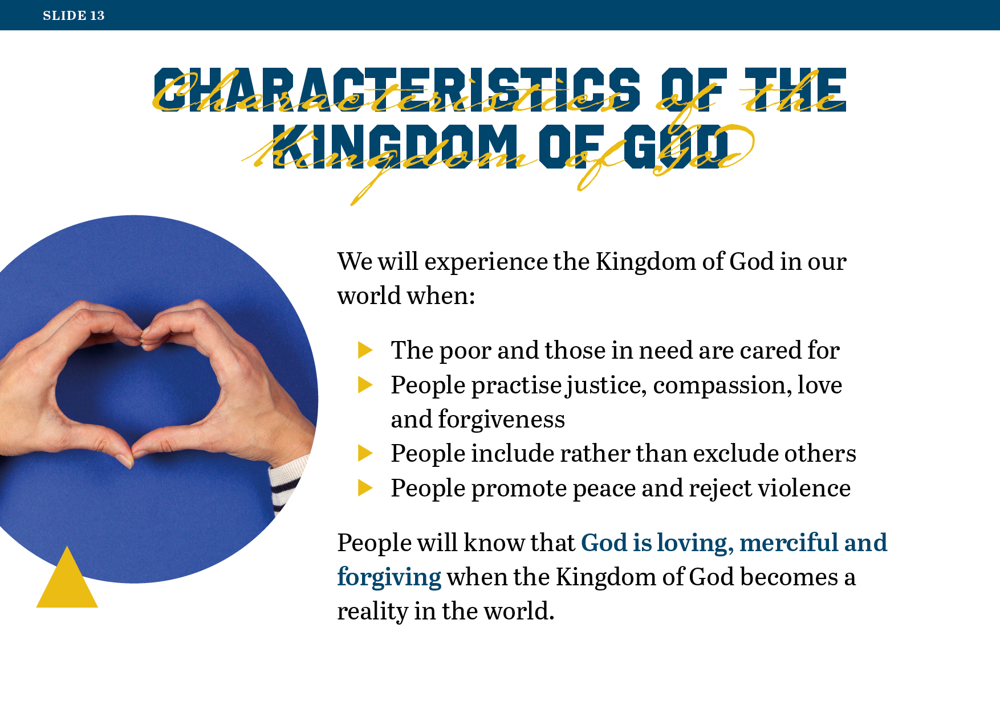 SLIDE 13
CHARACTERISTICS OF THE
Characteristics of the
KINGDOM OF GOD
Kingdom of God
We will experience the Kingdom of God in our
world when:
The poor and those in need are cared for
People practise justice, compassion, love
and forgiveness
People include rather than exclude others
People promote peace and reject violence
People will know that God is loving, merciful and
forgiving when the Kingdom of God becomes a
reality in the world.